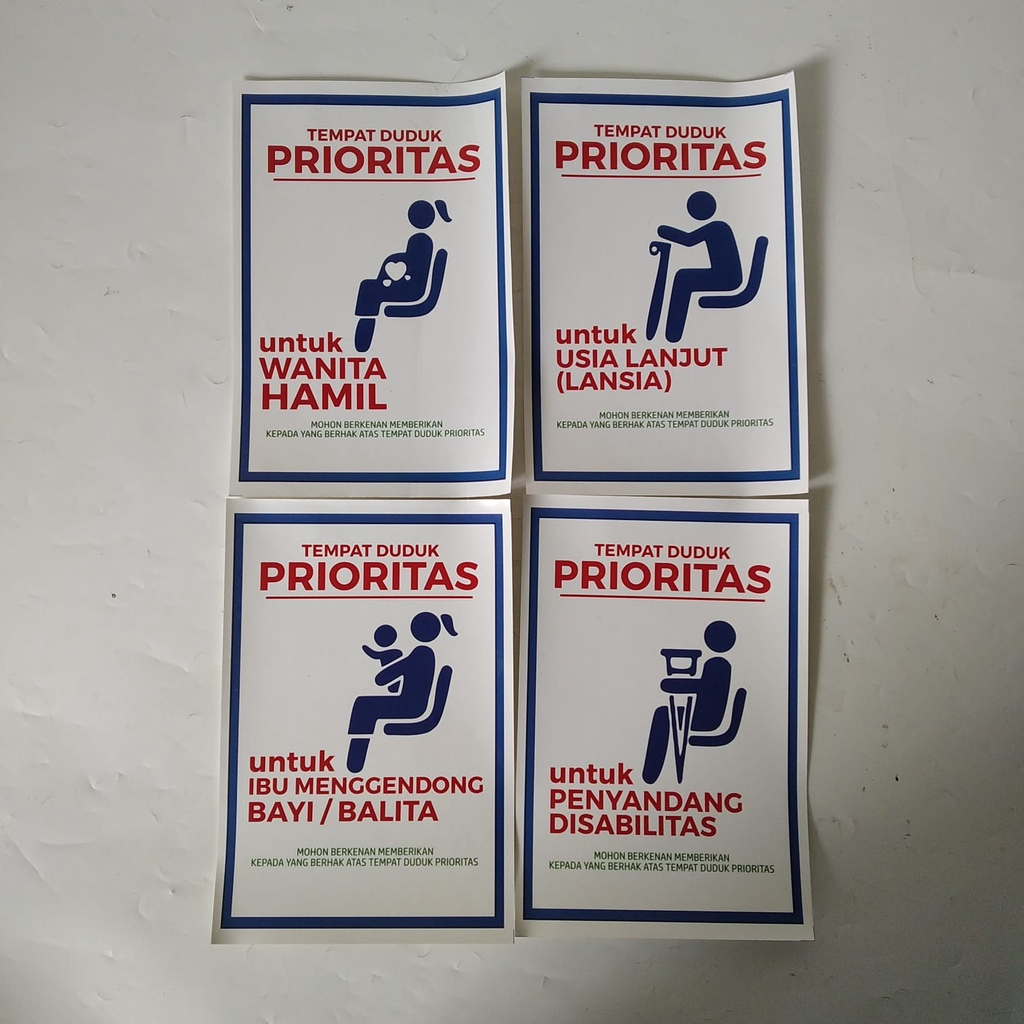 TEMPAT DUDUK
PRIORITAS
untuk
WANITA
HAMIL
MOHON BERKENAN MEMBERIKAN
KEPADA YANG BERHAK ATAS TEMPAT DUDUK PRIORITAS
TEMPAT DUDUK
PRIORITAS
untuk
USIA LANJUT
(LANSIA)
MOHON BERKENAN MEMBERIKAN
KEPADA YANG BERHAK ATAS TEMPAT DUDUK PRIORITAS
TEMPAT DUDUK
PRIORITAS
untuk
IBU MENGGENDONG
BAYI / BALITA
MOHON BERKENAN MEMBERIKAN
KEPADA YANG BERHAK ATAS TEMPAT DUDUK PRIORITAS
TEMPAT DUDUK
PRIORITAS
untuk
PENYANDANG
DISABILITAS
MOHON BERKENAN MEMBERIKAN
KEPADA YANG BERHAK ATAS TEMPAT DUDUK PRIORITAS